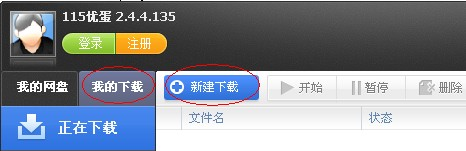 115优蛋 2.4.4.135
登录 注册
我的网盘 我的下载 新建下载 开始 暂停 删除
正在下载 文件名 状态